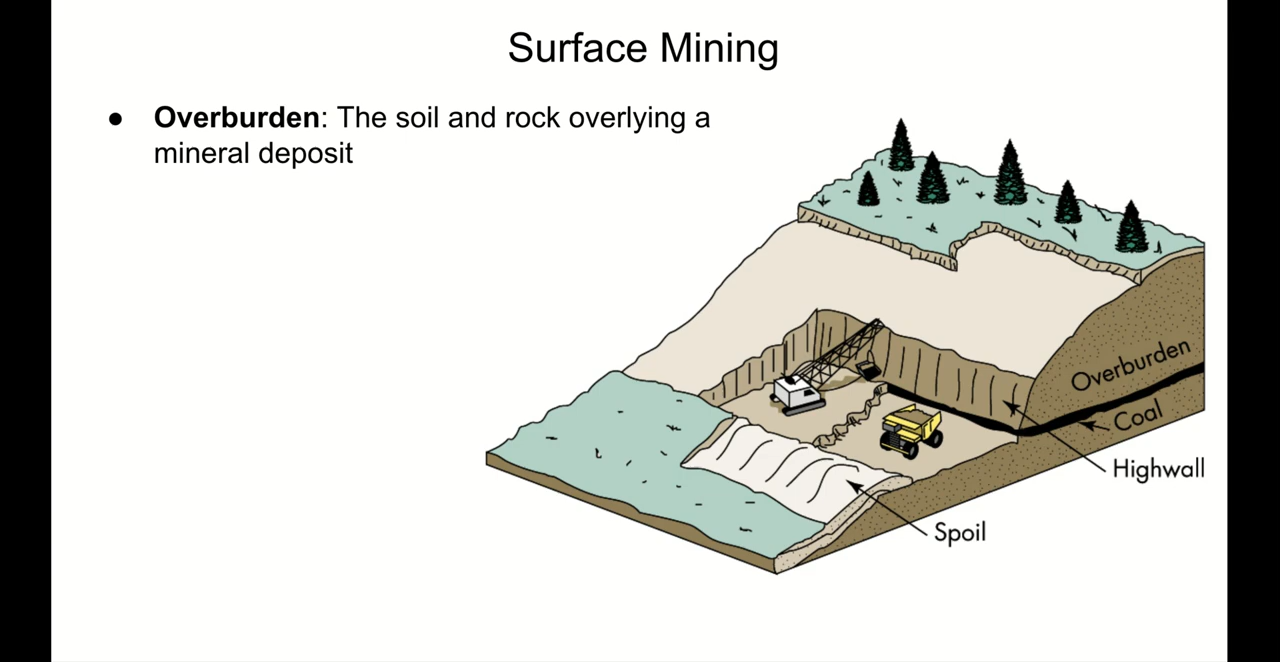 Surface Mining
● Overburden: The soil and rock overlying a
mineral deposit
Overburden
Coal
Highwall
Spoil